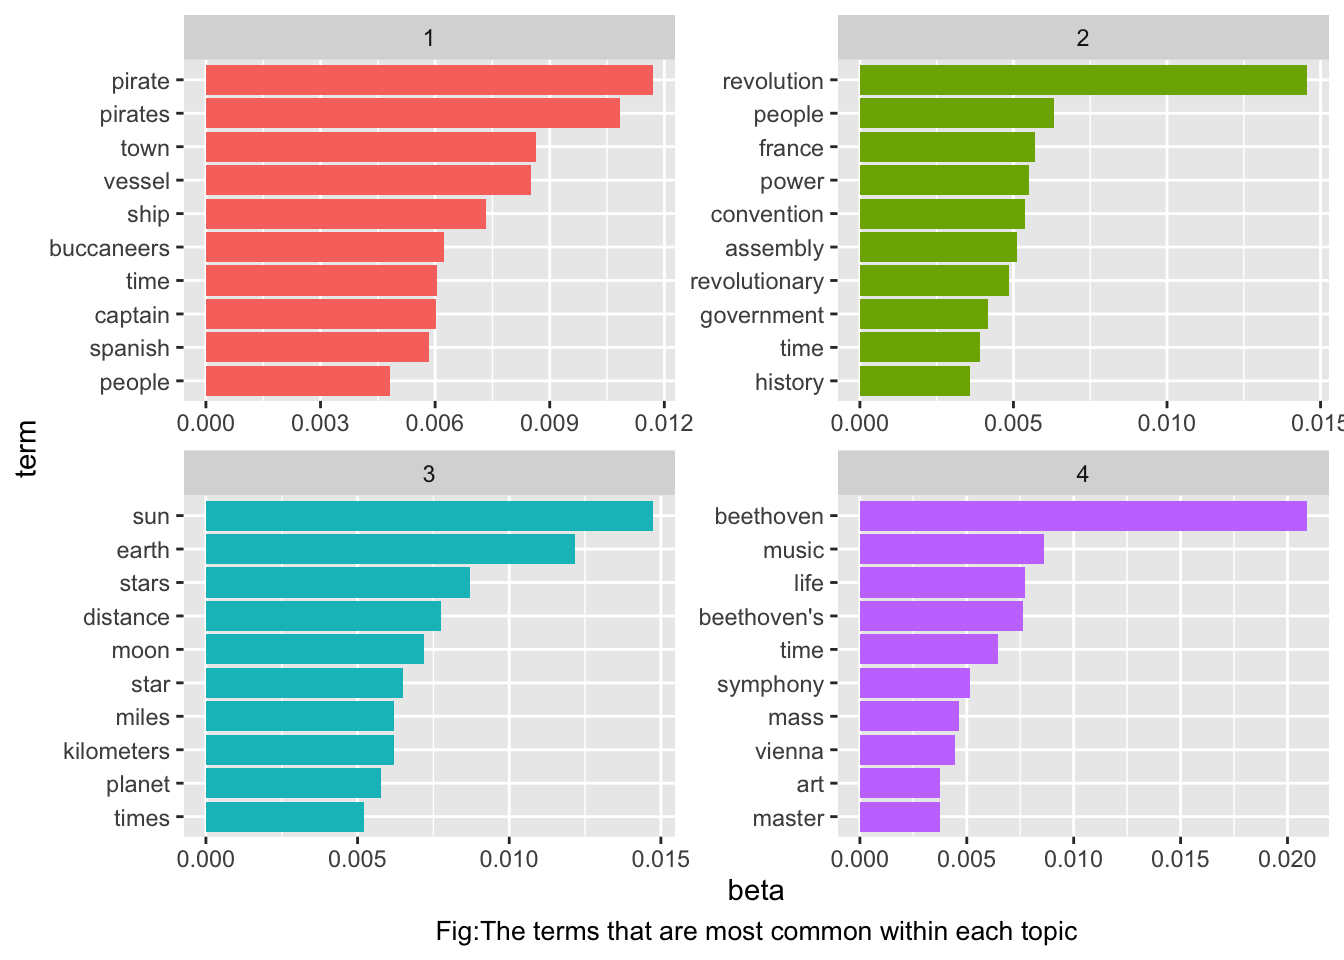 1
pirate
pirates
town
vessel
ship
buccaneers
time
captain
spanish
people
0.000 0.003 0.006 0.009 0.012
2
revolution
people
france
power
convention
assembly
revolutionary
government
time
history
0.000 0.005 0.010 0.015
term
3
sun
earth
stars
distance
moon
star
miles
kilometers
planet
times
0.000 0.005 0.010 0.015
4
beethoven
music
life
beethoven's
time
symphony
mass
vienna
art
master
0.000 0.005 0.010 0.015 0.020
beta
Fig:The terms that are most common within each topic